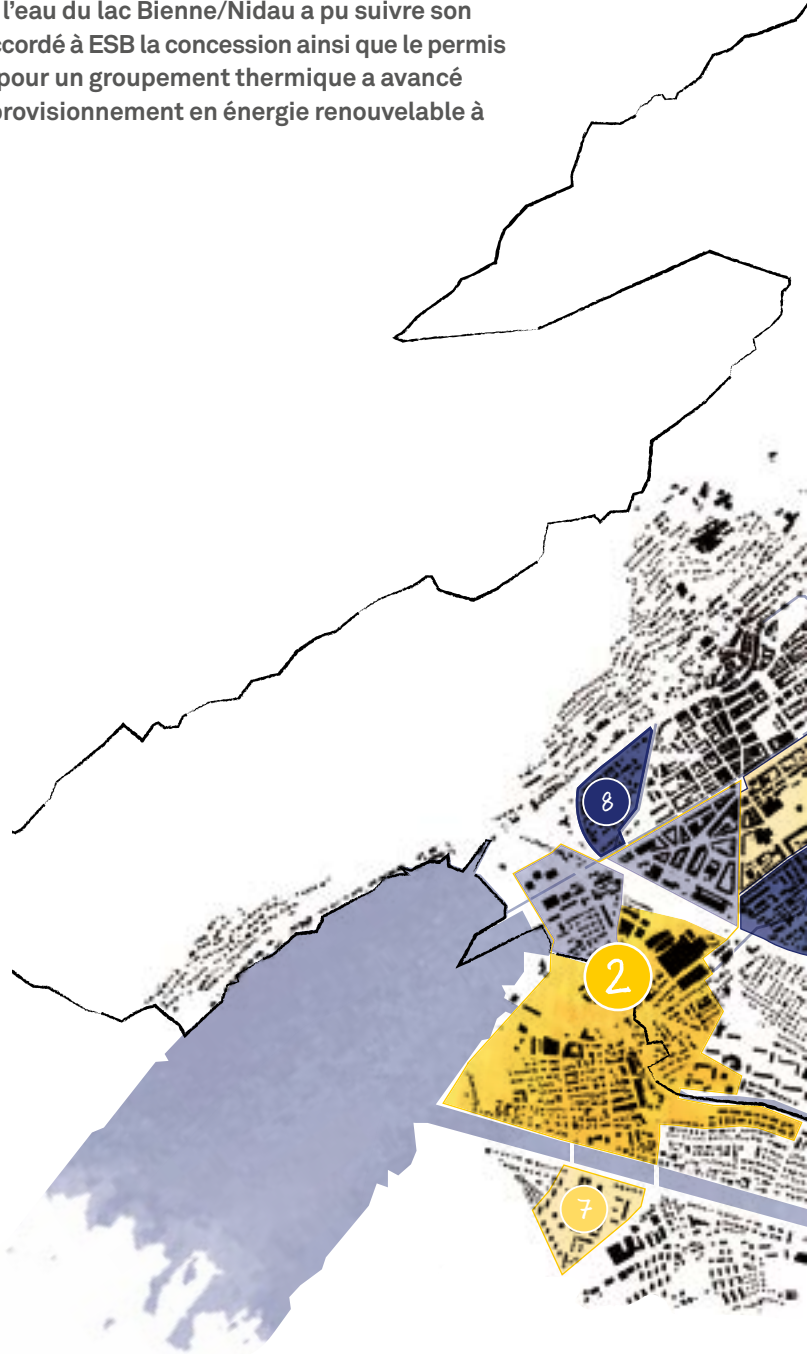 l'eau du lac Bienne/Nidau a pu suivre son
ccordé à ESB la concession ainsi que le permis
pour un groupement thermique a avancé
provisionnement en énergie renouvelable à
8
2
7